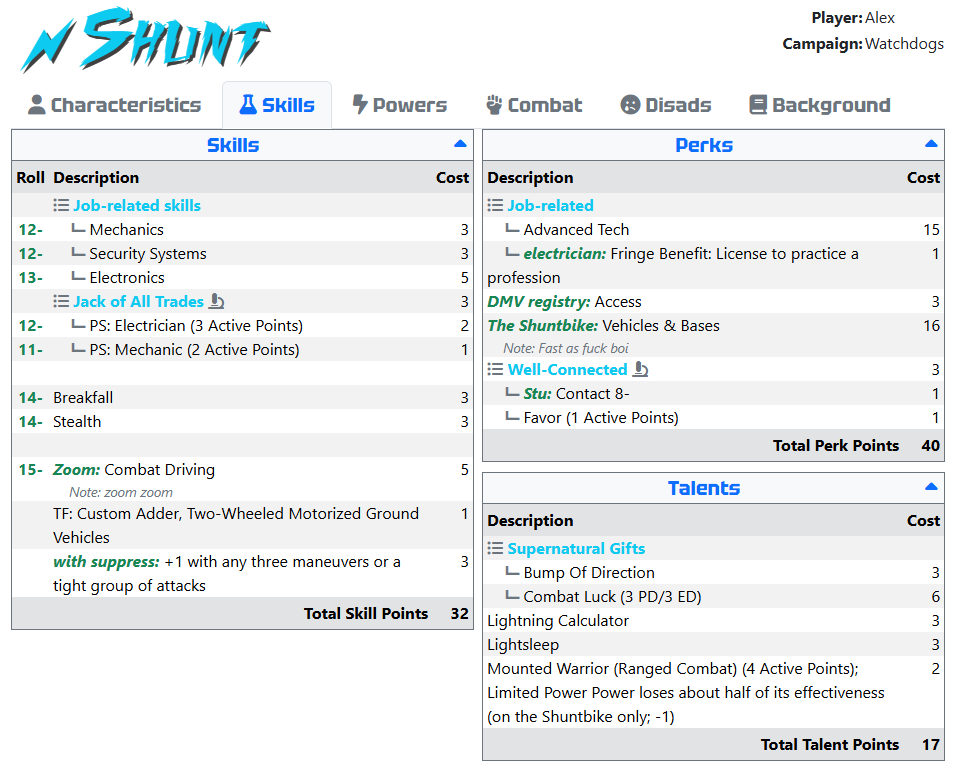 N SHUNT
Player: Alex
Campaign: Watchdogs
Characteristics
Skills
Powers
Combat
Disads
Background
Skills
Roll Description Cost
Job-related skills
12- Mechanics 3
12- Security Systems 3
13- Electronics 5
Jack of All Trades 3
12- PS: Electrician (3 Active Points) 2
11- PS: Mechanic (2 Active Points) 1
14- Breakfall 3
14- Stealth 3
15- Zoom: Combat Driving 5
Note: zoom zoom
TF: Custom Adder, Two-Wheeled Motorized Ground 1
Vehicles
with suppress: +1 with any three maneuvers or a 3
tight group of attacks
Total Skill Points 32
Perks
Description Cost
Job-related
Advanced Tech 15
electrician: Fringe Benefit: License to practice a 1
profession
DMV registry: Access 3
The Shuntbike: Vehicles & Bases 16
Note: Fast as fuck boi
Well-Connected 3
Stu: Contact 8- 1
Favor (1 Active Points) 1
Total Perk Points 40
Talents
Description Cost
Supernatural Gifts
Bump Of Direction 3
Combat Luck (3 PD/3 ED) 6
Lightning Calculator 3
Lightsleep 3
Mounted Warrior (Ranged Combat) (4 Active Points); 2
Limited Power Power loses about half of its effectiveness
(on the Shuntbike only; -1)
Total Talent Points 17